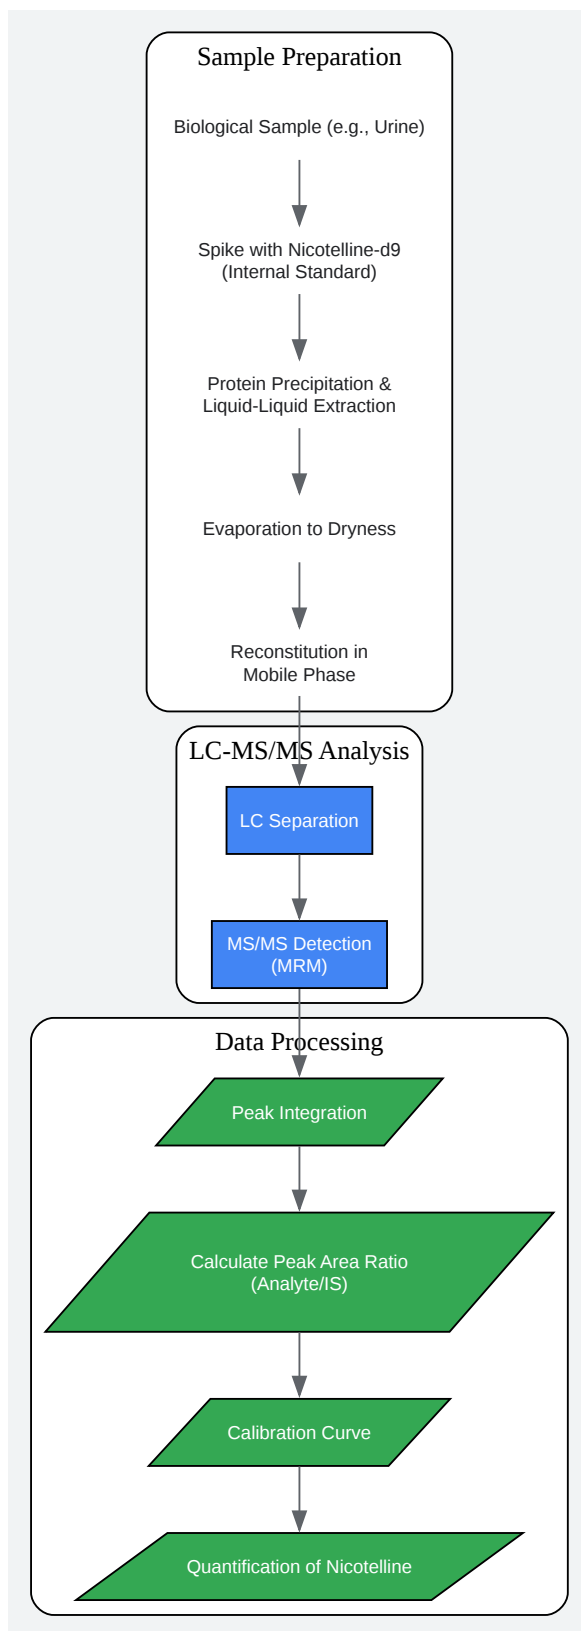 Sample Preparation
Biological Sample (e.g., Urine)
Spike with Nicotelline-d9
(Internal Standard)
Protein Precipitation &
Liquid-Liquid Extraction
Evaporation to Dryness
Reconstitution in
Mobile Phase
LC-MS/MS Analysis
LC Separation
MS/MS Detection
(MRM)
Data Processing
Peak Integration
Calculate Peak Area Ratio
(Analyte/IS)
Calibration Curve
Quantification of Nicotelline